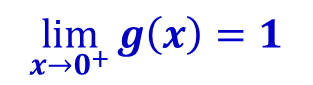 lim x→0⁺ g(x) = 1